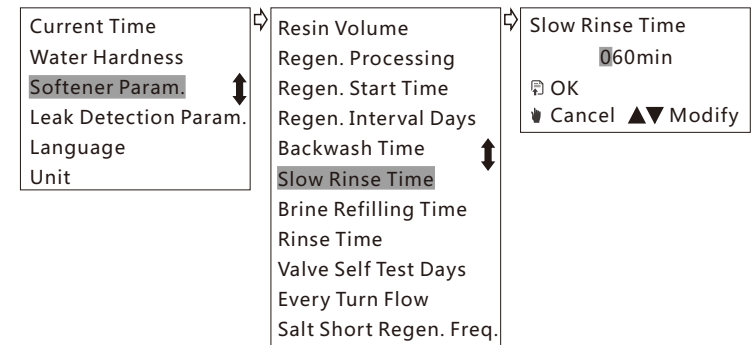 Current Time
Water Hardness
Softener Param.
Leak Detection Param.
Language
Unit
Resin Volume
Regen. Processing
Regen. Start Time
Regen. Interval Days
Backwash Time
Slow Rinse Time
Brine Refilling Time
Rinse Time
Valve Self Test Days
Every Turn Flow
Salt Short Regen. Freq.
Slow Rinse Time
060min
OK
Cancel ▲▼ Modify